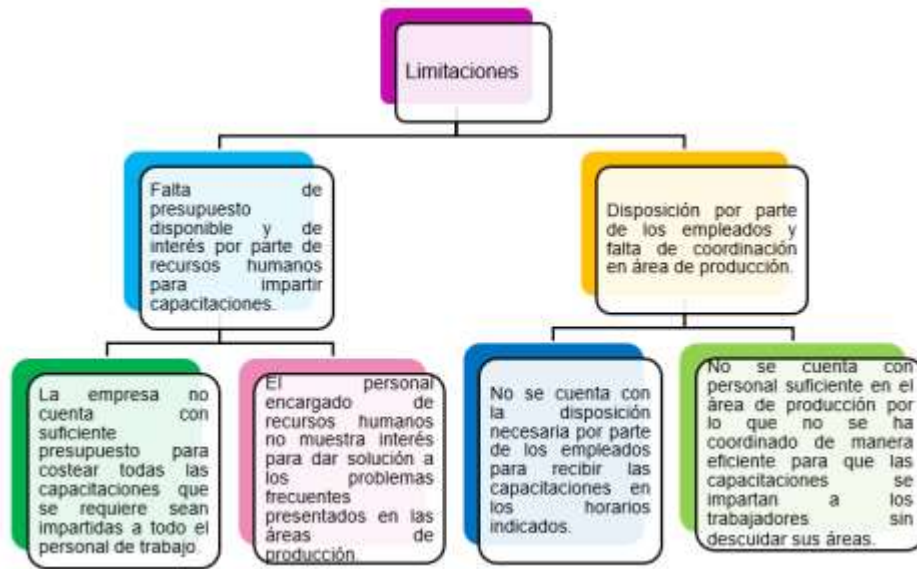 Limitaciones
Falta de
presupuesto
disponible y de
interés por parte de
recursos humanos
para impartir
capacitaciones.
Disposición por parte
de los empleados y
falta de coordinación
en área de producción.
La empresa no
cuenta con
suficiente
presupuesto para
costear todas las
capacitaciones que
se requiere sean
impartidas a todo el
personal de trabajo.
El personal
encargado de
recursos humanos
no muestra interés
para dar solución a
los problemas
frecuentes
presentados en las
áreas de
producción.
No se cuenta con
la disposición
necesaria por parte
de los empleados
para recibir las
capacitaciones en
los horarios
indicados.
No se cuenta con
personal suficiente en el
área de producción por
lo que no se ha
coordinado de manera
eficiente para que las
capacitaciones se
impartan a los
trabajadores sin
descuidar sus áreas.